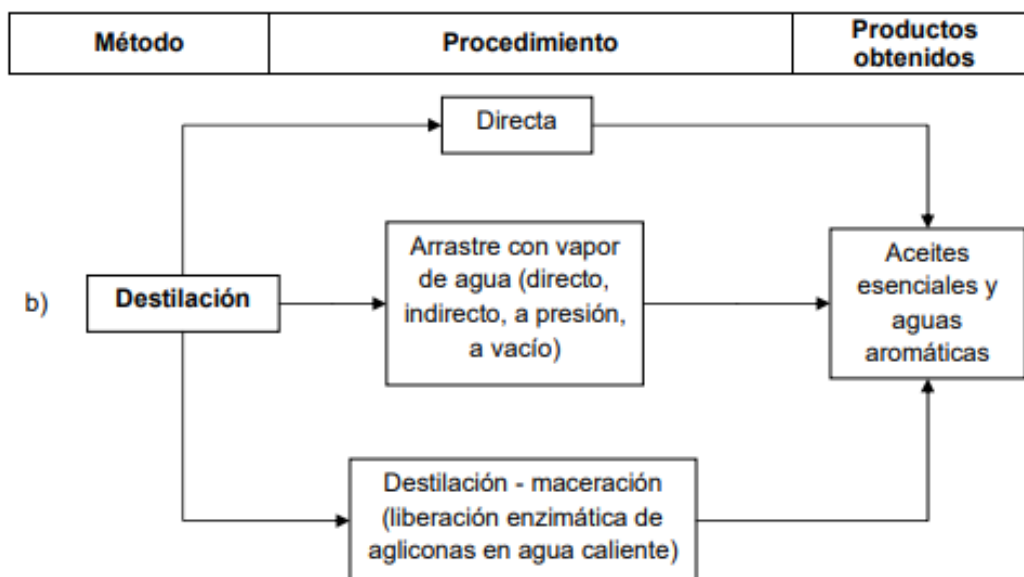 Método
Procedimiento
Productos
obtenidos
Directa
Arrastre con vapor
de agua (directo,
indirecto, a presión,
a vacío)
Aceites
esenciales y
aguas
aromáticas
b)
Destilación
Destilación - maceración
(liberación enzimática de
agliconas en agua caliente)